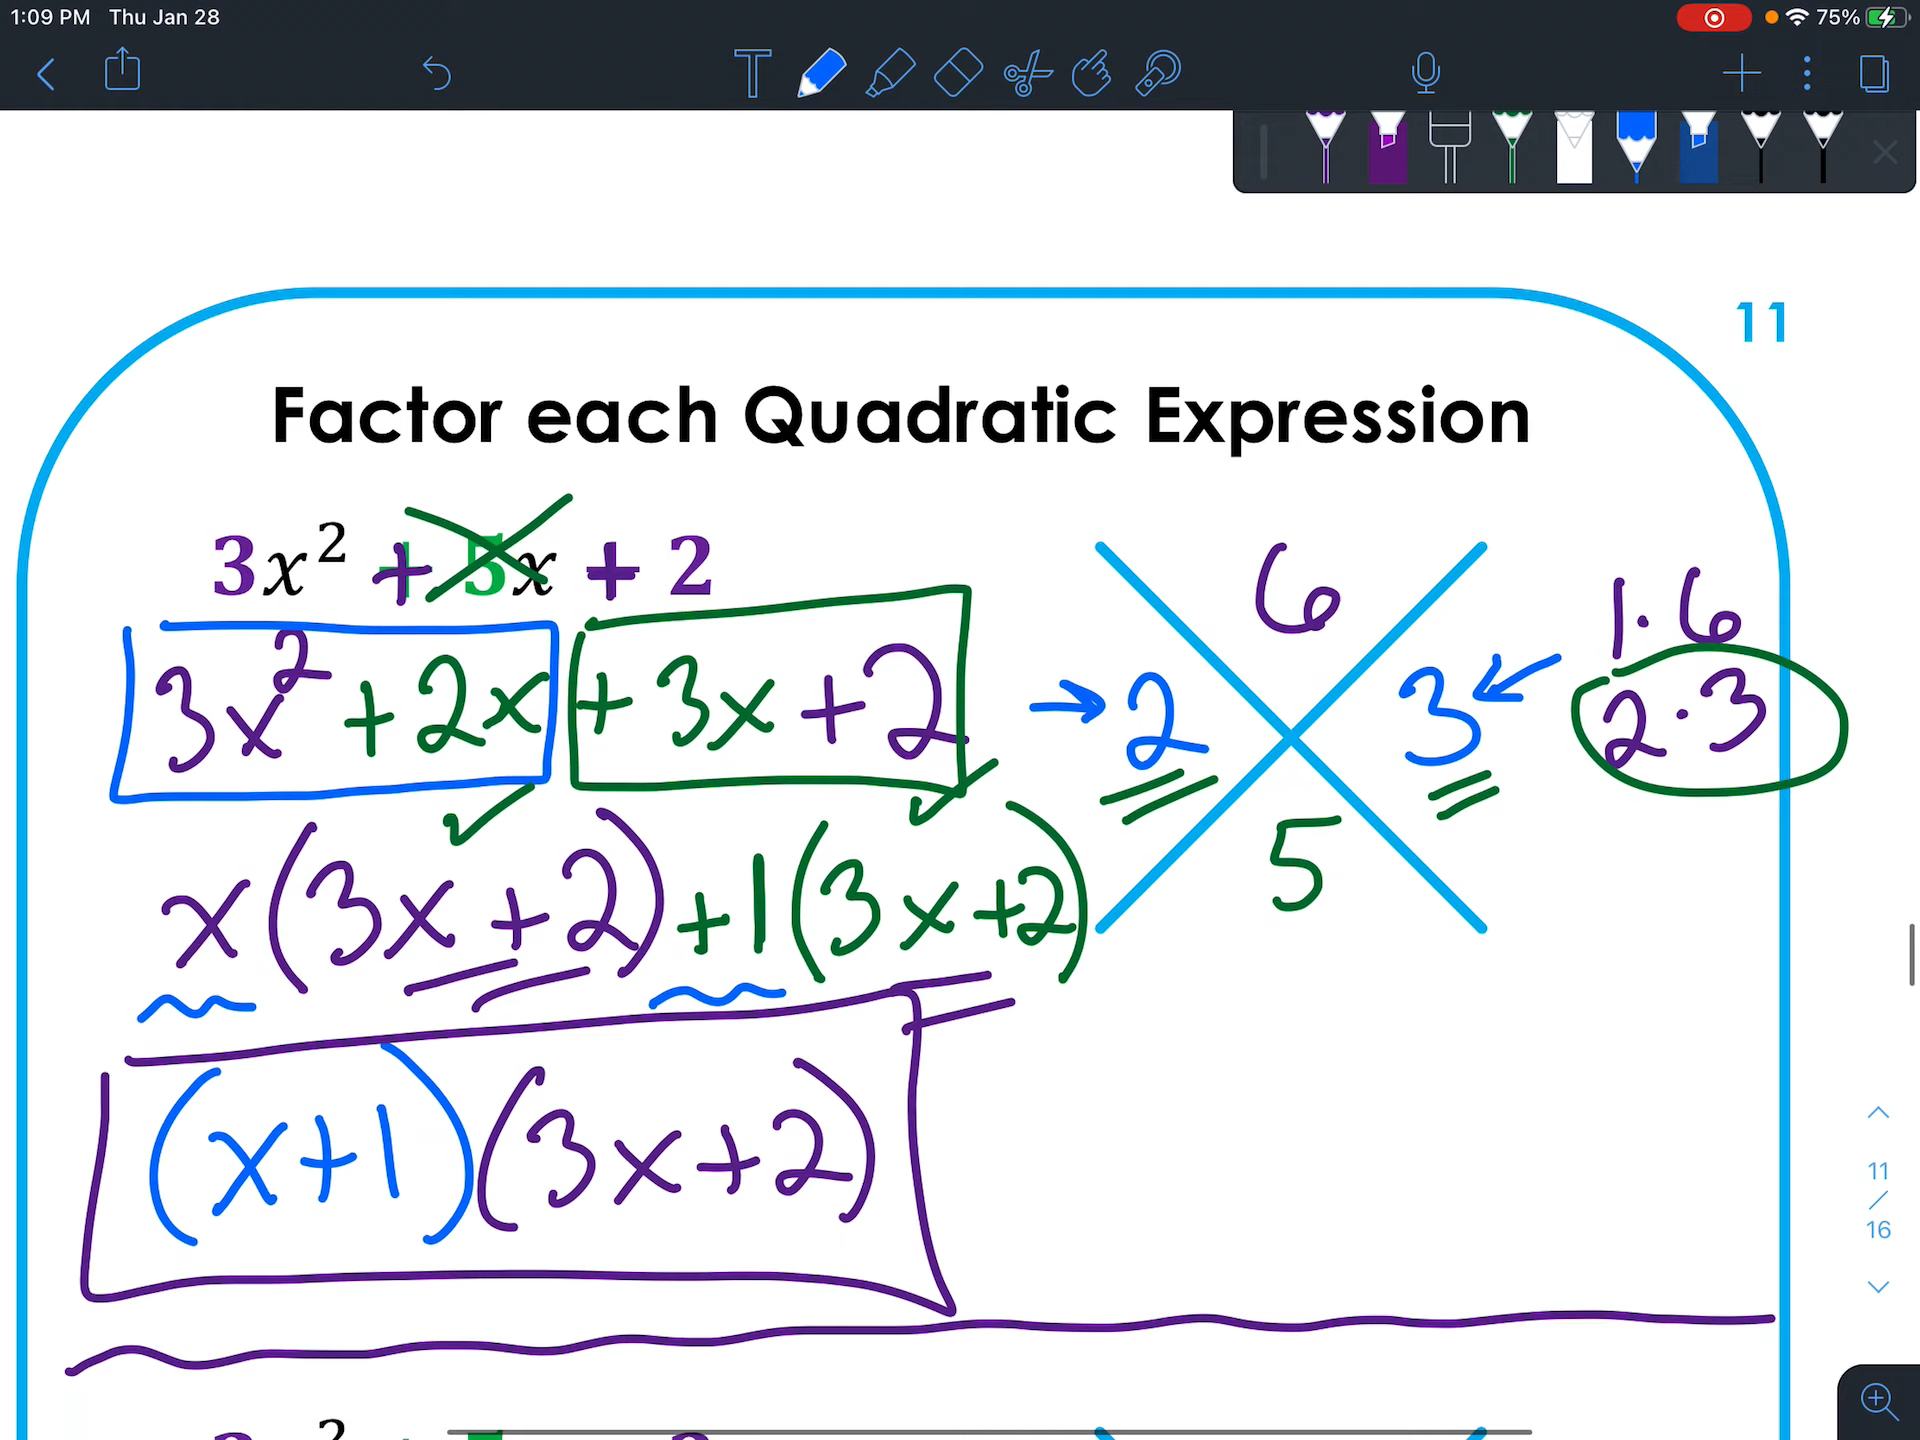 1:09 PM Thu Jan 28
75%
11
Factor each Quadratic Expression
3x² + 5x + 2
3x² + 2x + 3x + 2
x(3x + 2) + 1(3x + 2)
(x + 1)(3x + 2)
6
→ 2
3
5
1 · 6
2 · 3
11
/
16